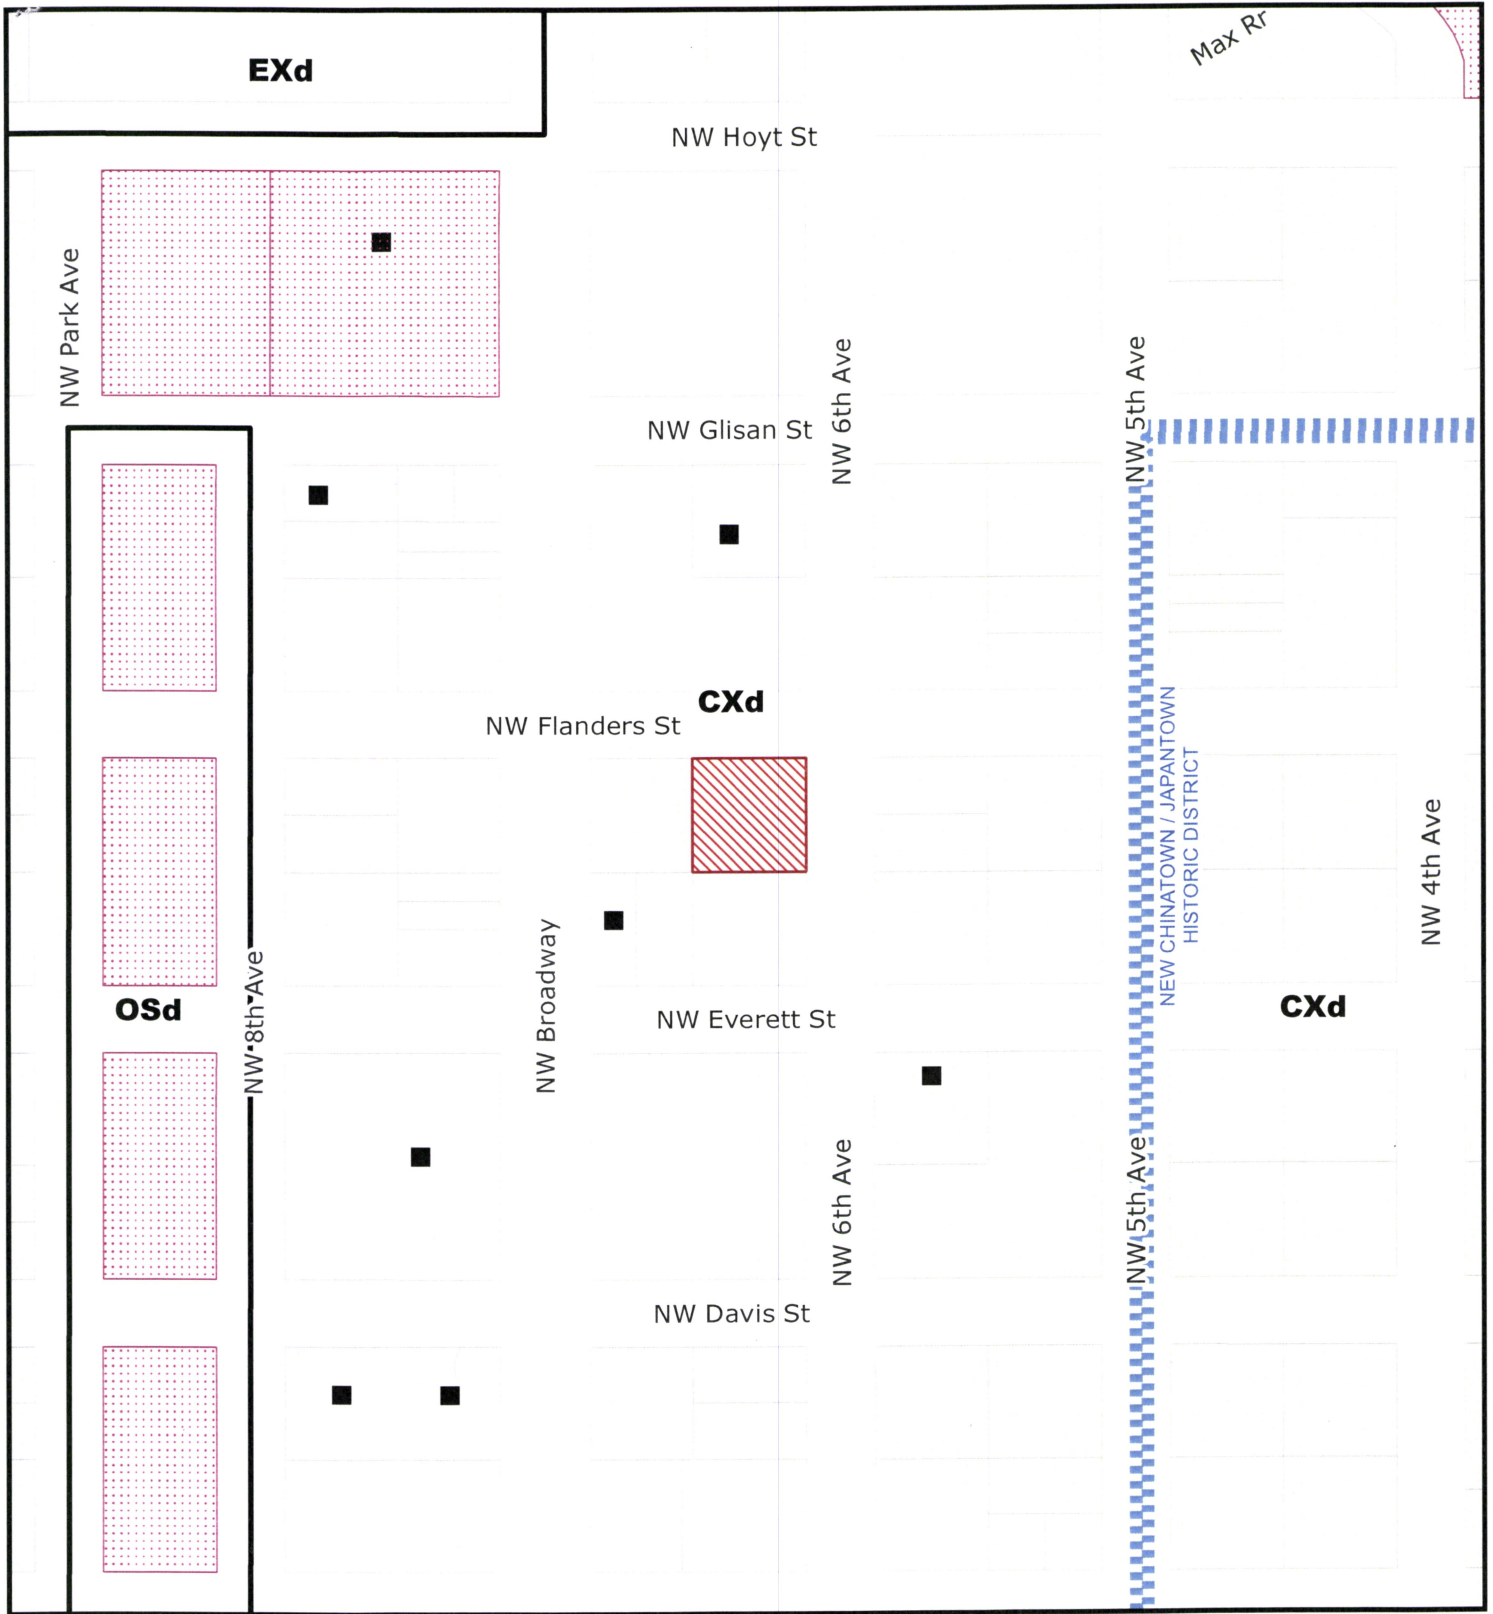 Max Rr
EXd
NW Hoyt St
NW Park Ave
NW 6th Ave
NW 5th Ave
NW Glisan St
CXd
NW Flanders St
NEW CHINATOWN / JAPANTOWN
HISTORIC DISTRICT
NW 4th Ave
NW 8th Ave
NW Broadway
OSd
CXd
NW Everett St
NW 6th Ave
NW 5th Ave
NW Davis St